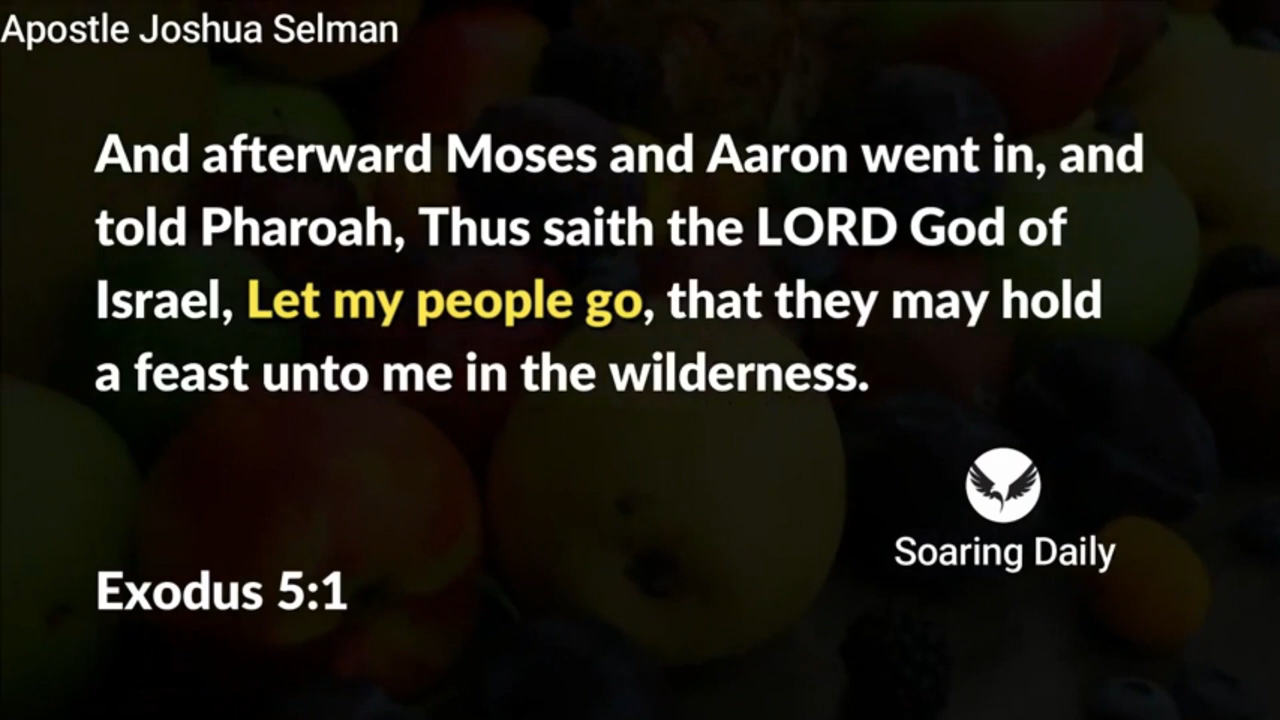 Apostle Joshua Selman
And afterward Moses and Aaron went in, and
told Pharoah, Thus saith the LORD God of
Israel, Let my people go, that they may hold
a feast unto me in the wilderness.
Soaring Daily
Exodus 5:1